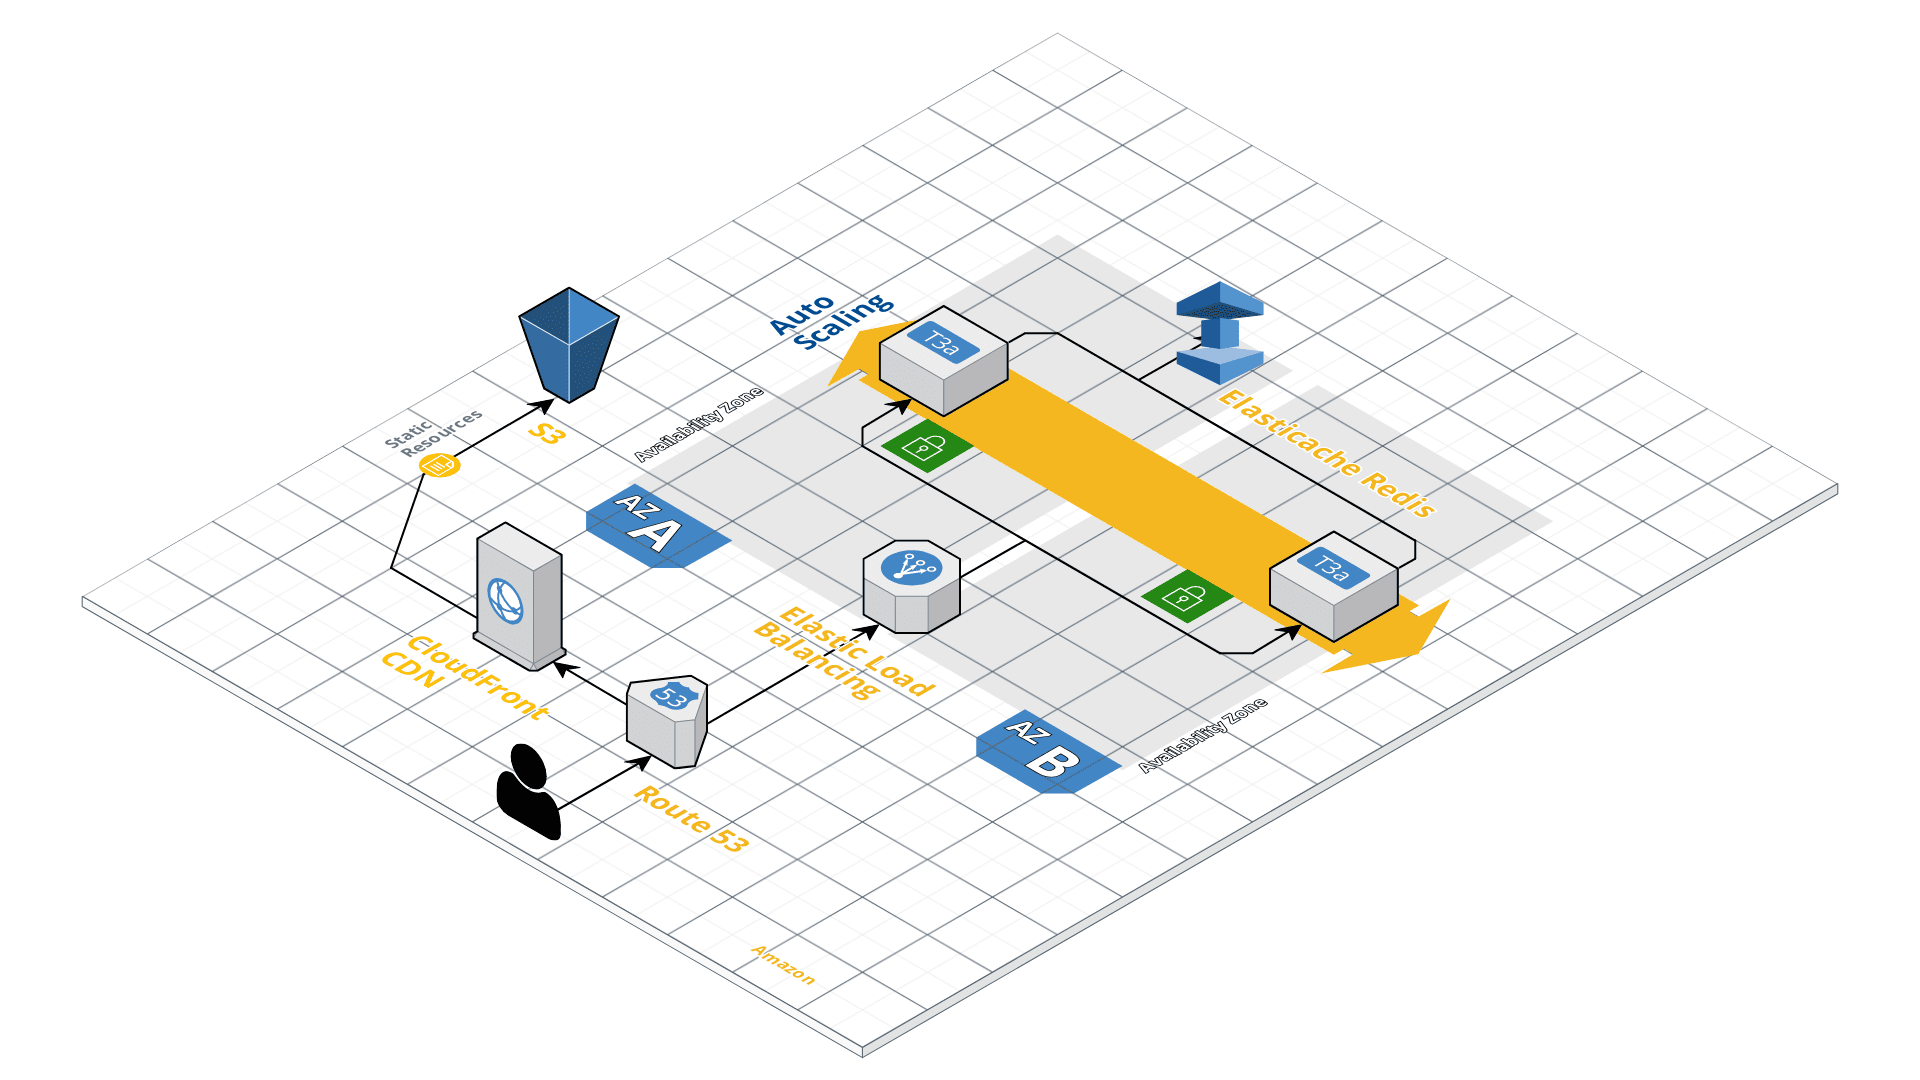 Auto
Scaling
T3a
Static
Resources
S3
Availability Zone
Elasticache Redis
AZ
A
T3a
CloudFront
CDN
Elastic Load
Balancing
53
Route 53
AZ
B
Availability Zone
Amazon